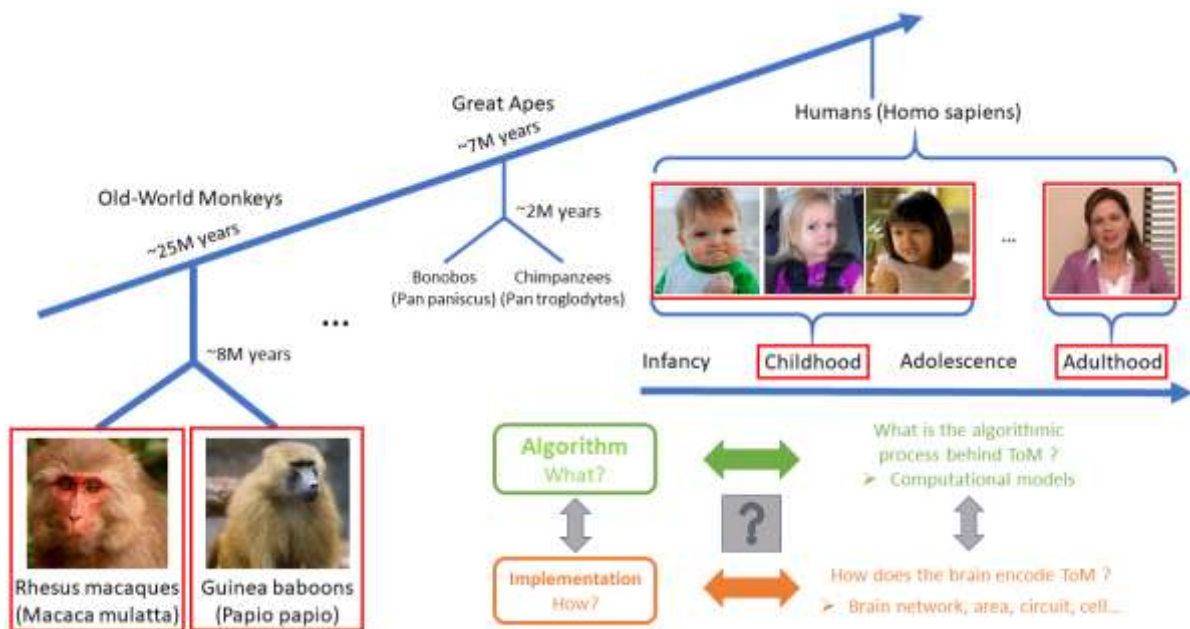 Great Apes
~7M years
Humans (Homo sapiens)
Old-World Monkeys
~25M years
~2M years
Bonobos
(Pan paniscus)
Chimpanzees
(Pan troglodytes)
...
...
~8M years
Infancy
Childhood
Adolescence
Adulthood
Rhesus macaques
(Macaca mulatta)
Guinea baboons
(Papio papio)
Algorithm
What?
What is the algorithmic
process behind ToM ?
➢ Computational models
?
Implementation
How?
How does the brain encode ToM ?
➢ Brain network, area, circuit, cell...